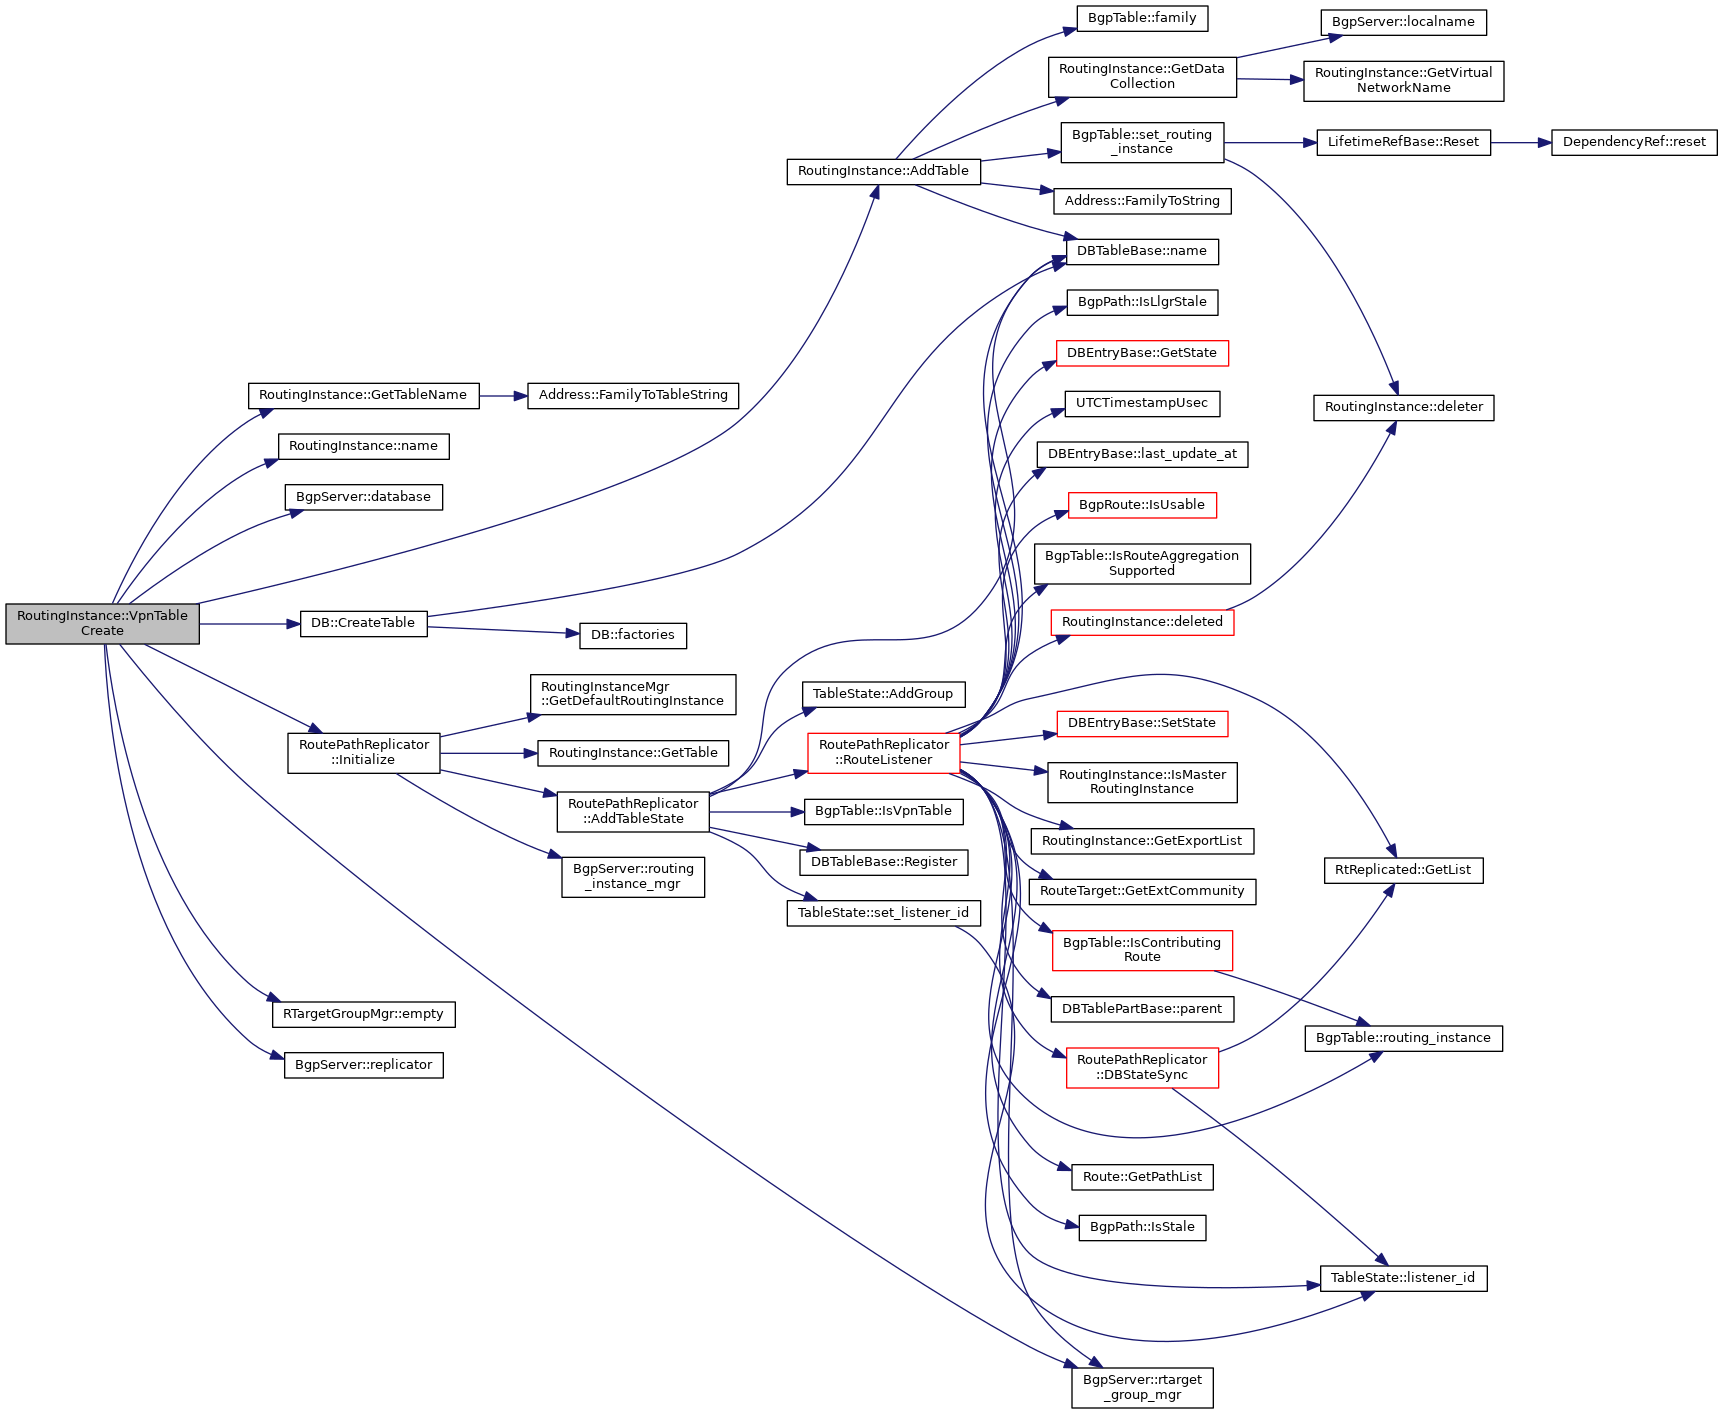 BgpTable::family
BgpServer::localname
RoutingInstance::GetData
Collection
RoutingInstance::GetVirtual
NetworkName
BgpTable::set_routing
_instance
LifetimeRefBase::Reset
DependencyRef::reset
RoutingInstance::AddTable
Address::FamilyToString
DBTableBase::name
BgpPath::IsLlgrStale
DBEntryBase::GetState
RoutingInstance::GetTableName
Address::FamilyToTableString
UTCTimestampUsec
RoutingInstance::deleter
RoutingInstance::name
DBEntryBase::last_update_at
BgpServer::database
BgpRoute::IsUsable
BgpTable::IsRouteAggregation
Supported
RoutingInstance::VpnTable
Create
DB::CreateTable
DB::factories
RoutingInstance::deleted
RoutingInstanceMgr
::GetDefaultRoutingInstance
TableState::AddGroup
DBEntryBase::SetState
RoutePathReplicator
::Initialize
RoutingInstance::GetTable
RoutePathReplicator
::RouteListener
RoutingInstance::IsMaster
RoutingInstance
RoutePathReplicator
::AddTableState
BgpTable::IsVpnTable
RoutingInstance::GetExportList
DBTableBase::Register
RtReplicated::GetList
BgpServer::routing
_instance_mgr
RouteTarget::GetExtCommunity
TableState::set_listener_id
BgpTable::IsContributing
Route
RTargetGroupMgr::empty
DBTablePartBase::parent
BgpTable::routing_instance
BgpServer::replicator
RoutePathReplicator
::DBStateSync
Route::GetPathList
BgpPath::IsStale
TableState::listener_id
BgpServer::rtarget
_group_mgr